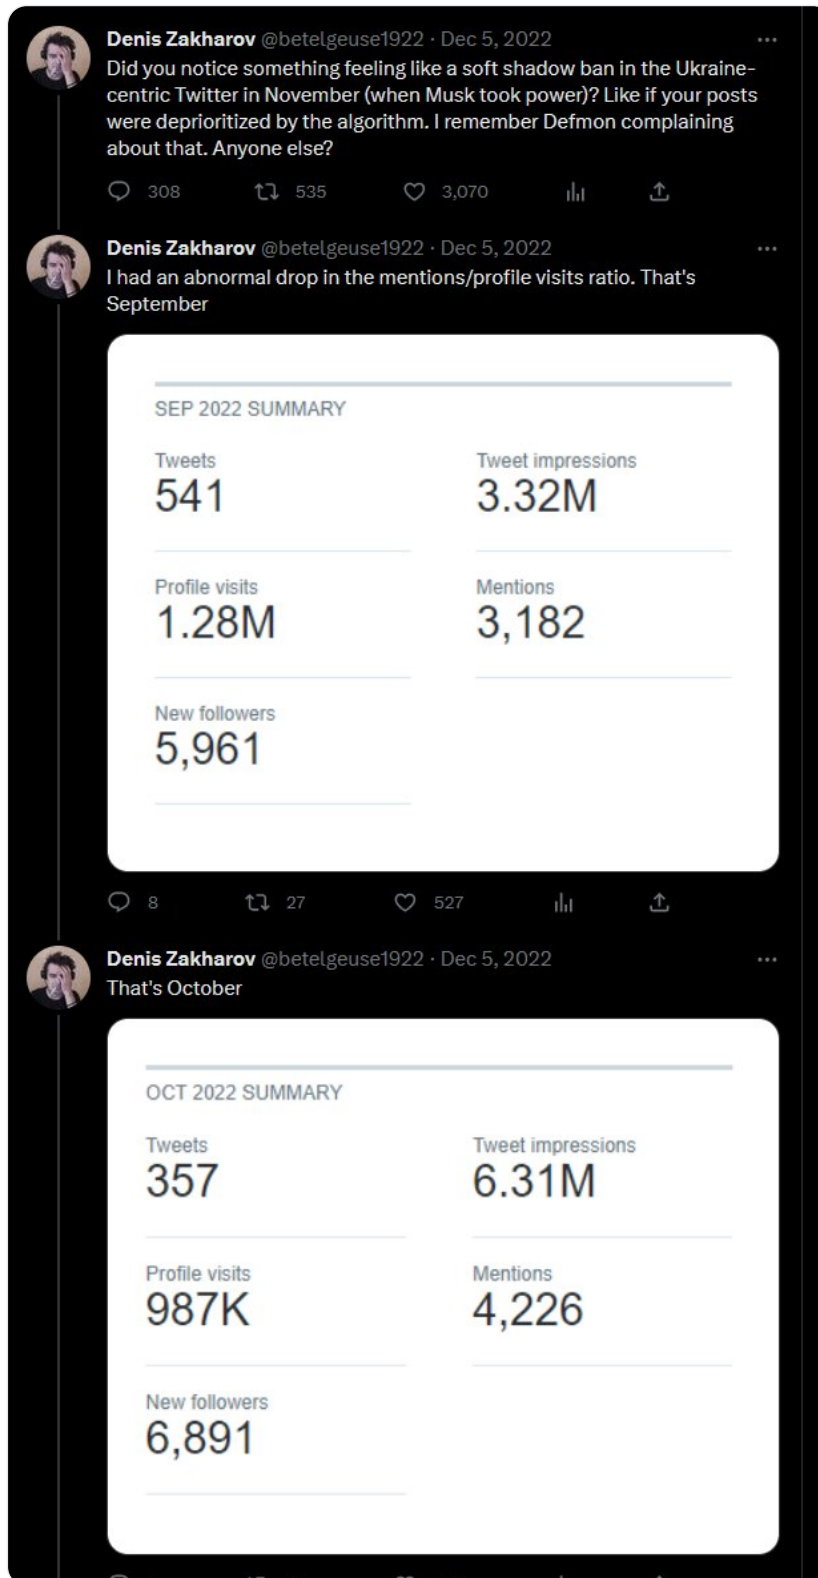 Denis Zakharov @betelgeuse1922 · Dec 5, 2022
Did you notice something feeling like a soft shadow ban in the Ukraine-
centric Twitter in November (when Musk took power)? Like if your posts
were deprioritized by the algorithm. I remember Defmon complaining
about that. Anyone else?
308 535 3,070
Denis Zakharov @betelgeuse1922 · Dec 5, 2022
I had an abnormal drop in the mentions/profile visits ratio. That's
September
SEP 2022 SUMMARY
Tweets Tweet impressions
541 3.32M
Profile visits Mentions
1.28M 3,182
New followers
5,961
8 27 527
Denis Zakharov @betelgeuse1922 · Dec 5, 2022
That's October
OCT 2022 SUMMARY
Tweets Tweet impressions
357 6.31M
Profile visits Mentions
987K 4,226
New followers
6,891